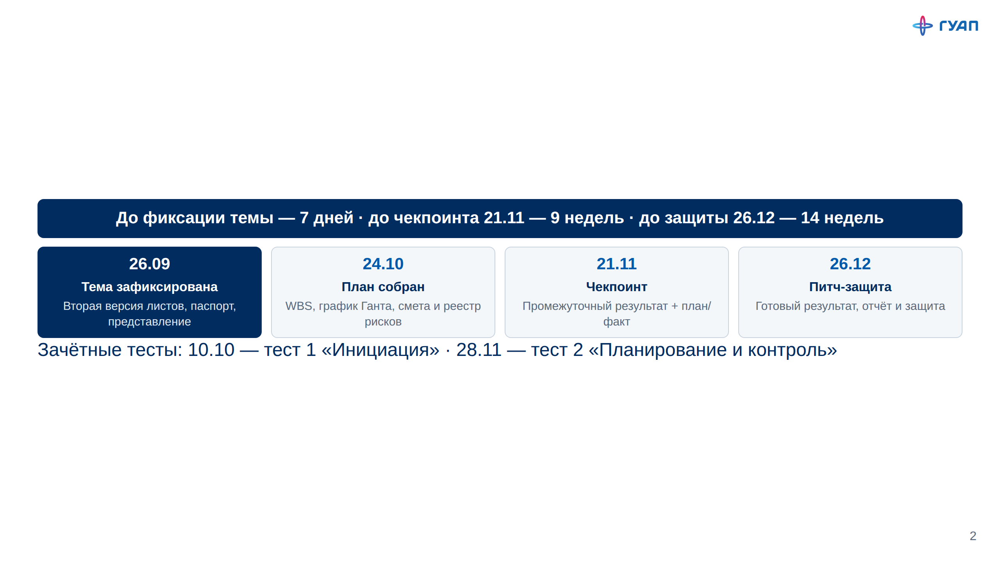 ГУАП
До фиксации темы — 7 дней · до чекпоинта 21.11 — 9 недель · до защиты 26.12 — 14 недель
26.09
Тема зафиксирована
Вторая версия листов, паспорт,
представление
24.10
План собран
WBS, график Ганта, смета и реестр
рисков
21.11
Чекпоинт
Промежуточный результат + план/
факт
26.12
Питч-защита
Готовый результат, отчёт и защита
Зачётные тесты: 10.10 — тест 1 «Инициация» · 28.11 — тест 2 «Планирование и контроль»
2